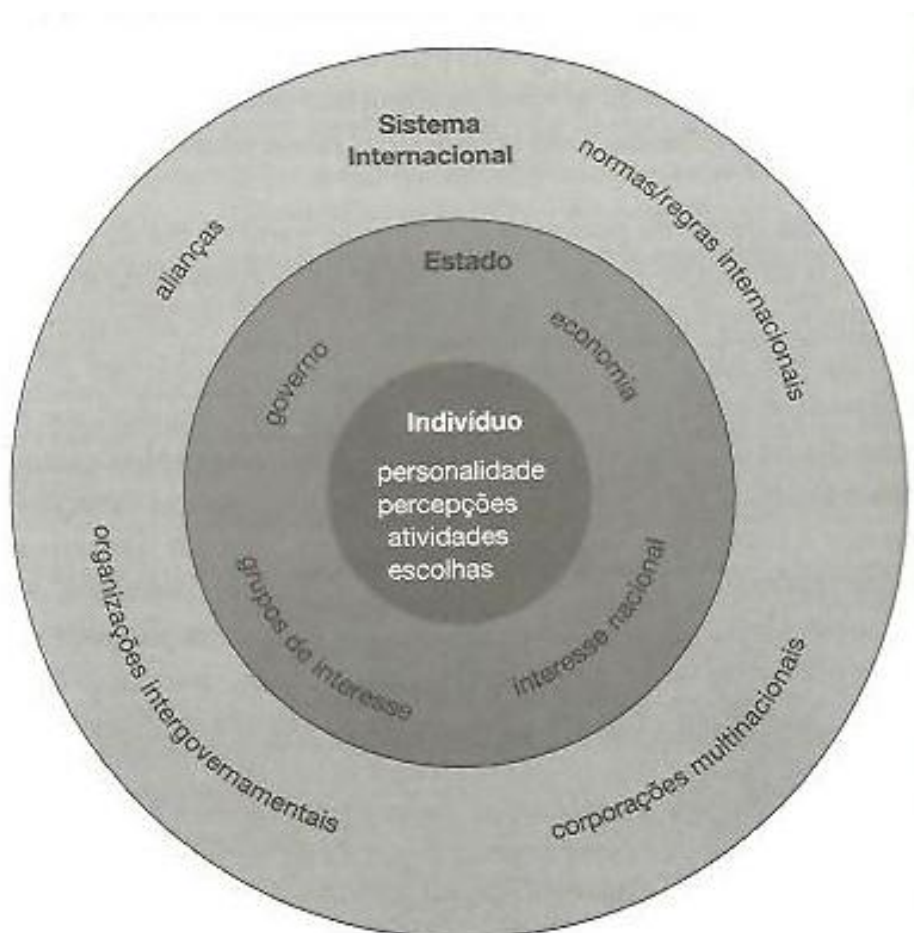 Sistema
Internacional
normas/regras internacionais
alianças
Estado
governo
economia
Indivíduo
personalidade
percepções
atividades
escolhas
grupos de interesse
interesse nacional
organizações intergovernamentais
corporações multinacionais